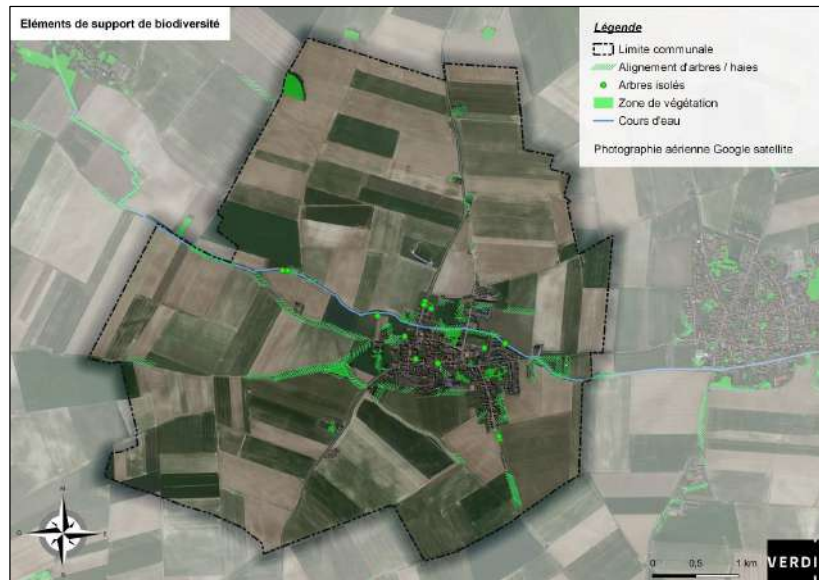 Eléments de support de biodiversité
Légende
Limite communale
Alignement d'arbres / haies
Arbres isolés
Zone de végétation
Cours d'eau
Photographie aérienne Google satellite
N
O
E
S
0 0,5 1 km
VERDI